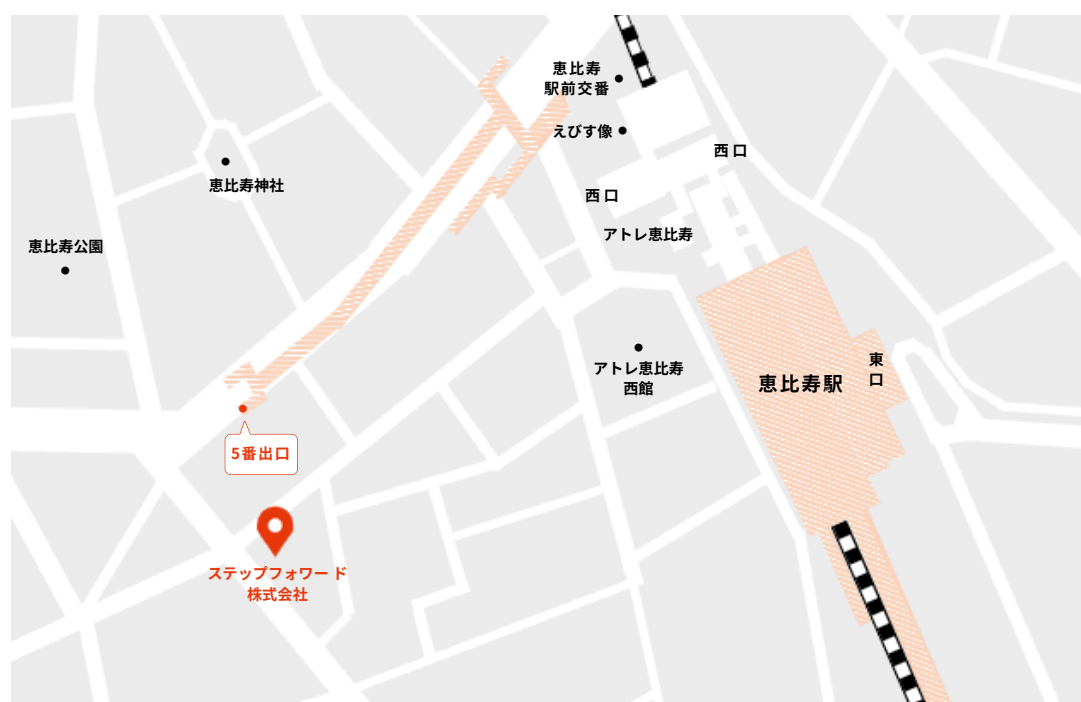 恵比寿
駅前交番
えびす像
西口
恵比寿神社
西口
アトレ恵比寿
恵比寿公園
アトレ恵比寿
西館
恵比寿駅
東
口
5番出口
ステップフォワード
株式会社